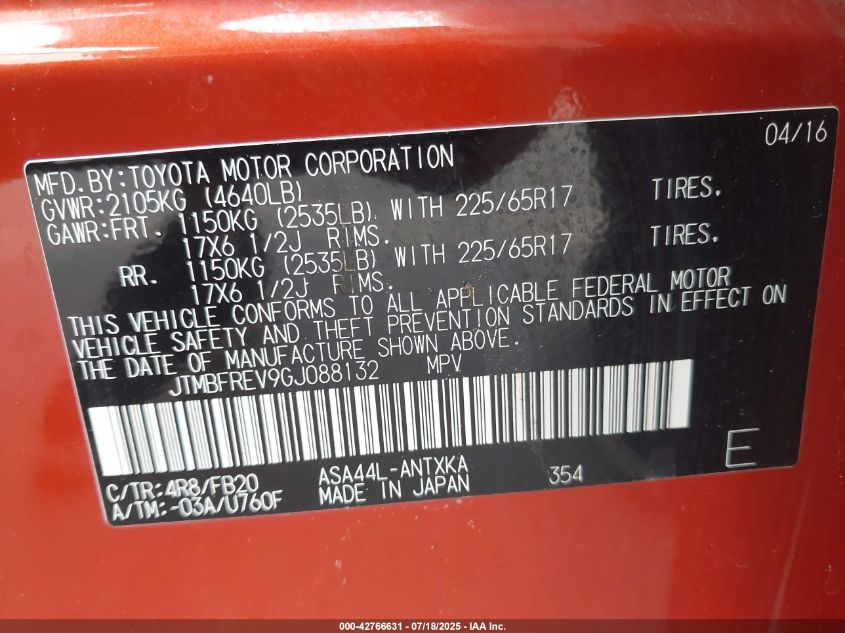 04/16
MFD.BY:TOYOTA MOTOR CORPORATION
GVWR:2105KG (4640LB)
GAWR:FRT. 1150KG (2535LB) WITH 225/65R17 TIRES.
17X6 1/2J RIMS.
RR. 1150KG (2535LB) WITH 225/65R17 TIRES.
17X6 1/2J RIMS.
THIS VEHICLE CONFORMS TO ALL APPLICABLE FEDERAL MOTOR
VEHICLE SAFETY AND THEFT PREVENTION STANDARDS IN EFFECT ON
THE DATE OF MANUFACTURE SHOWN ABOVE.
JTMBFREV9GJ088132 MPV
C/TR:4R8/FB20 ASA44L-ANTXKA 354 E
A/TM:-03A/U760F MADE IN JAPAN
000-42766631 - 07/18/2025 - IAA Inc.